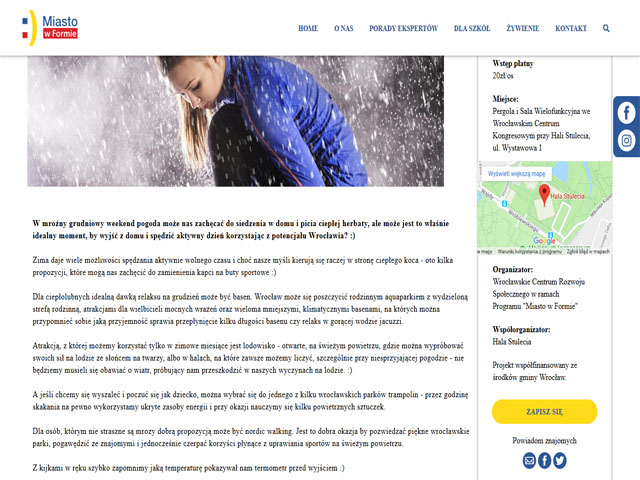 Miasto
w Formie
HOME
O NAS
PORADY EKSPERTÓW
DLA SZKÓŁ
ŻYWIENIE
KONTAKT
W mroźny grudniowy weekend pogoda może nas zachęcać do siedzenia w domu i picia ciepłej herbaty, ale może jest to właśnie
idealny moment, by wyjść z domu i spędzić aktywny dzień korzystając z potencjału Wrocławia? :)
Zima daje wiele możliwości spędzania aktywnie wolnego czasu i choć nasze myśli kierują się raczej w stronę ciepłego koca - oto kilka
propozycji, które mogą nas zachęcić do zamienienia kapci na buty sportowe :)
Dla ciepłolubnych idealną dawką relaksu na grudzień może być basen. Wrocław może się poszczycić rodzinnym aquaparkiem z wydzieloną
strefą rodzinną, atrakcjami dla wielbicieli mocnych wrażeń oraz wieloma mniejszymi, klimatycznymi basenami, na których można
przypomnieć sobie jaką przyjemność sprawia przepłynięcie kilku długości basenu czy relaks w gorącej wodzie jacuzzi.
Atrakcją, z której możemy korzystać tylko w zimowe miesiące jest lodowisko - otwarte, na świeżym powietrzu, gdzie można wypróbować
swoich sił na lodzie ze słońcem na twarzy, albo w halach, na które zawsze możemy liczyć, szczególnie przy niesprzyjającej pogodzie - nie
będziemy musieli się obawiać o wiatr, próbujący nam przeszkodzić w naszych wyczynach na lodzie. :)
A jeśli chcemy się wyszaleć i poczuć się jak dziecko, można wybrać się do jednego z kilku wrocławskich parków trampolin - przez godzinę
skakania na pewno wykorzystamy ukryte zasoby energii i przy okazji nauczymy się kilku powietrznych sztuczek.
Dla osób, którym nie straszne są mrozy dobrą propozycją może być nordic walking. Jest to dobra okazja by pozwiedzać piękne wrocławskie
parki, pogawędzić ze znajomymi i jednocześnie czerpać korzyści płynące z uprawiania sportów na świeżym powietrzu.
Z kijkami w ręku szybko zapomnimy jaką temperaturę pokazywał nam termometr przed wyjściem :)
Wstęp płatny
20zł/os
Miejsce:
Pergola i Sala Wielofunkcyjna we
Wrocławskim Centrum
Kongresowym przy Hali Stulecia,
ul. Wystawowa 1
Wyświetl większą mapę
Hala Stulecia
Google
mapy
Warunki korzystania z programu
Zgłoś błąd w mapach
Organizator:
Wrocławskie Centrum Rozwoju
Społecznego w ramach
Programu "Miasto w Formie"
Współorganizator:
Hala Stulecia
Projekt współfinansowany ze
środków gminy Wrocław.
ZAPISZ SIĘ
Powiadom znajomych